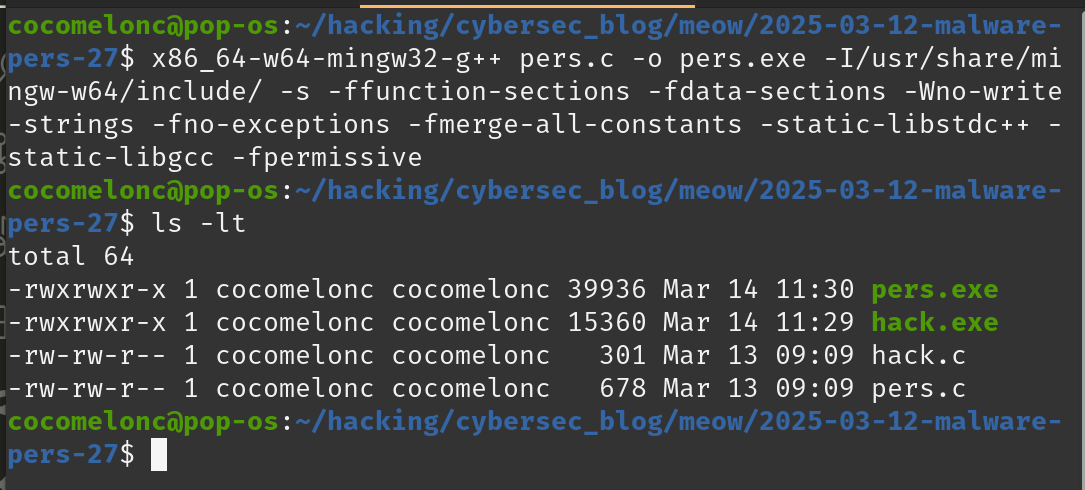 cocomelonc@pop-os:~/hacking/cybersec_blog/meow/2025-03-12-malware-
pers-27$ x86_64-w64-mingw32-g++ pers.c -o pers.exe -I/usr/share/mi
ngw-w64/include/ -s -ffunction-sections -fdata-sections -Wno-write
-strings -fno-exceptions -fmerge-all-constants -static-libstdc++ -
static-libgcc -fpermissive
cocomelonc@pop-os:~/hacking/cybersec_blog/meow/2025-03-12-malware-
pers-27$ ls -lt
total 64
-rwxrwxr-x 1 cocomelonc cocomelonc 39936 Mar 14 11:30 pers.exe
-rwxrwxr-x 1 cocomelonc cocomelonc 15360 Mar 14 11:29 hack.exe
-rw-rw-r-- 1 cocomelonc cocomelonc   301 Mar 13 09:09 hack.c
-rw-rw-r-- 1 cocomelonc cocomelonc   678 Mar 13 09:09 pers.c
cocomelonc@pop-os:~/hacking/cybersec_blog/meow/2025-03-12-malware-
pers-27$